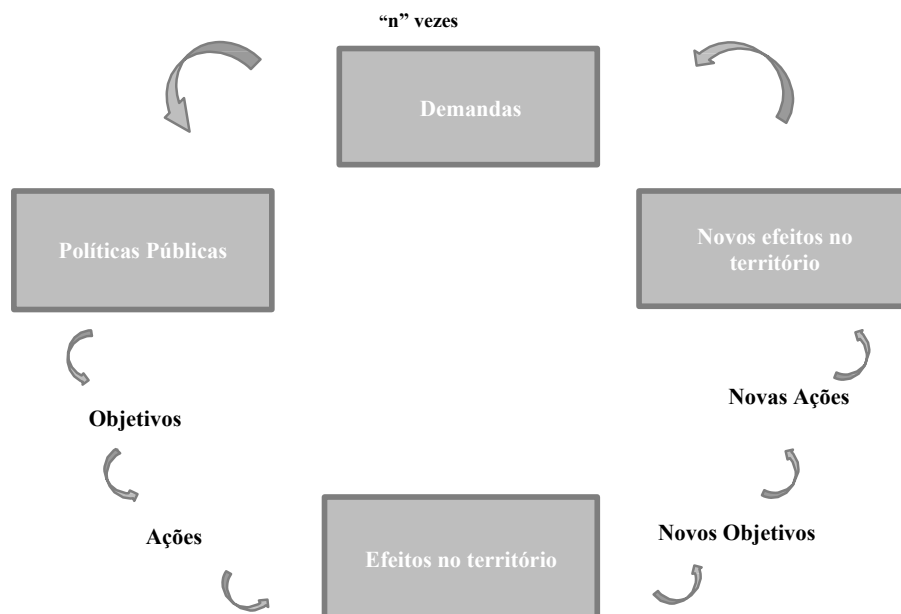 “n” vezes
Demandas
Políticas Públicas
Novos efeitos no
território
Objetivos
Novas Ações
Ações
Novos Objetivos
Efeitos no território